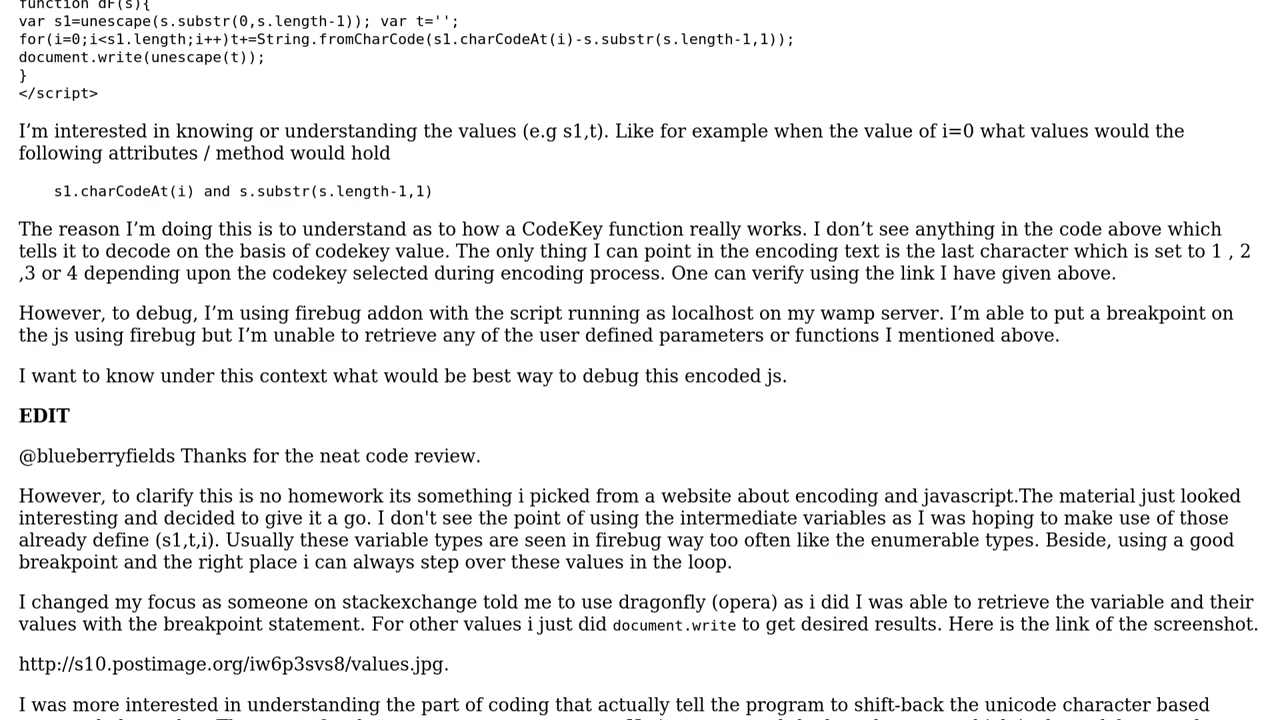 function dF(s){
var s1=unescape(s.substr(0,s.length-1)); var t='';
for(i=0;i<s1.length;i++)t+=String.fromCharCode(s1.charCodeAt(i)-s.substr(s.length-1,1));
document.write(unescape(t));
}
</script>
I’m interested in knowing or understanding the values (e.g s1,t). Like for example when the value of i=0 what values would the
following attributes / method would hold
s1.charCodeAt(i) and s.substr(s.length-1,1)
The reason I’m doing this is to understand as to how a CodeKey function really works. I don’t see anything in the code above which
tells it to decode on the basis of codekey value. The only thing I can point in the encoding text is the last character which is set to 1 , 2
,3 or 4 depending upon the codekey selected during encoding process. One can verify using the link I have given above.
However, to debug, I’m using firebug addon with the script running as localhost on my wamp server. I’m able to put a breakpoint on
the js using firebug but I’m unable to retrieve any of the user defined parameters or functions I mentioned above.
I want to know under this context what would be best way to debug this encoded js.
EDIT
@blueberryfields Thanks for the neat code review.
However, to clarify this is no homework its something i picked from a website about encoding and javascript.The material just looked
interesting and decided to give it a go. I don't see the point of using the intermediate variables as I was hoping to make use of those
already define (s1,t,i). Usually these variable types are seen in firebug way too often like the enumerable types. Beside, using a good
breakpoint and the right place i can always step over these values in the loop.
I changed my focus as someone on stackexchange told me to use dragonfly (opera) as i did I was able to retrieve the variable and their
values with the breakpoint statement. For other values i just did document.write to get desired results. Here is the link of the screenshot.
http://s10.postimage.org/iw6p3svs8/values.jpg.
I was more interested in understanding the part of coding that actually tell the program to shift-back the unicode character based